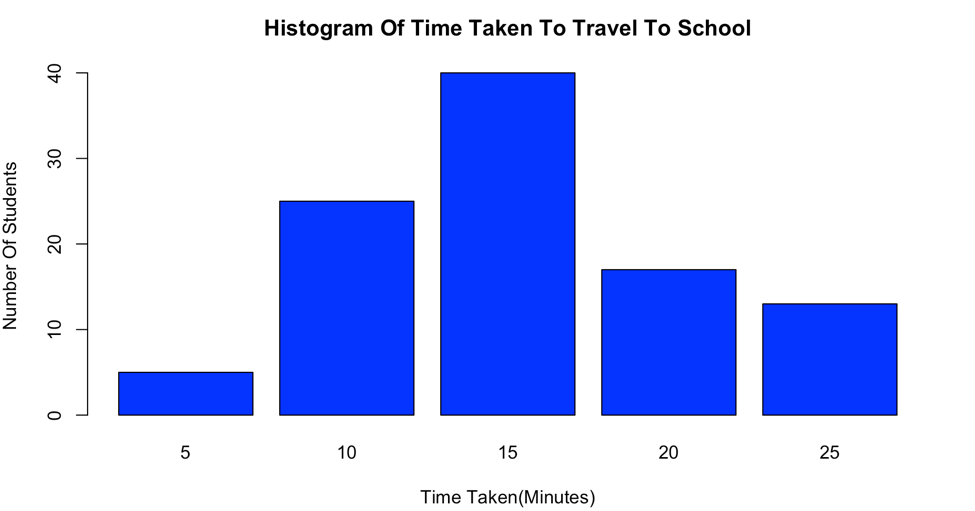 Histogram Of Time Taken To Travel To School
Number Of Students
40
30
20
10
0
5 10 15 20 25
Time Taken(Minutes)